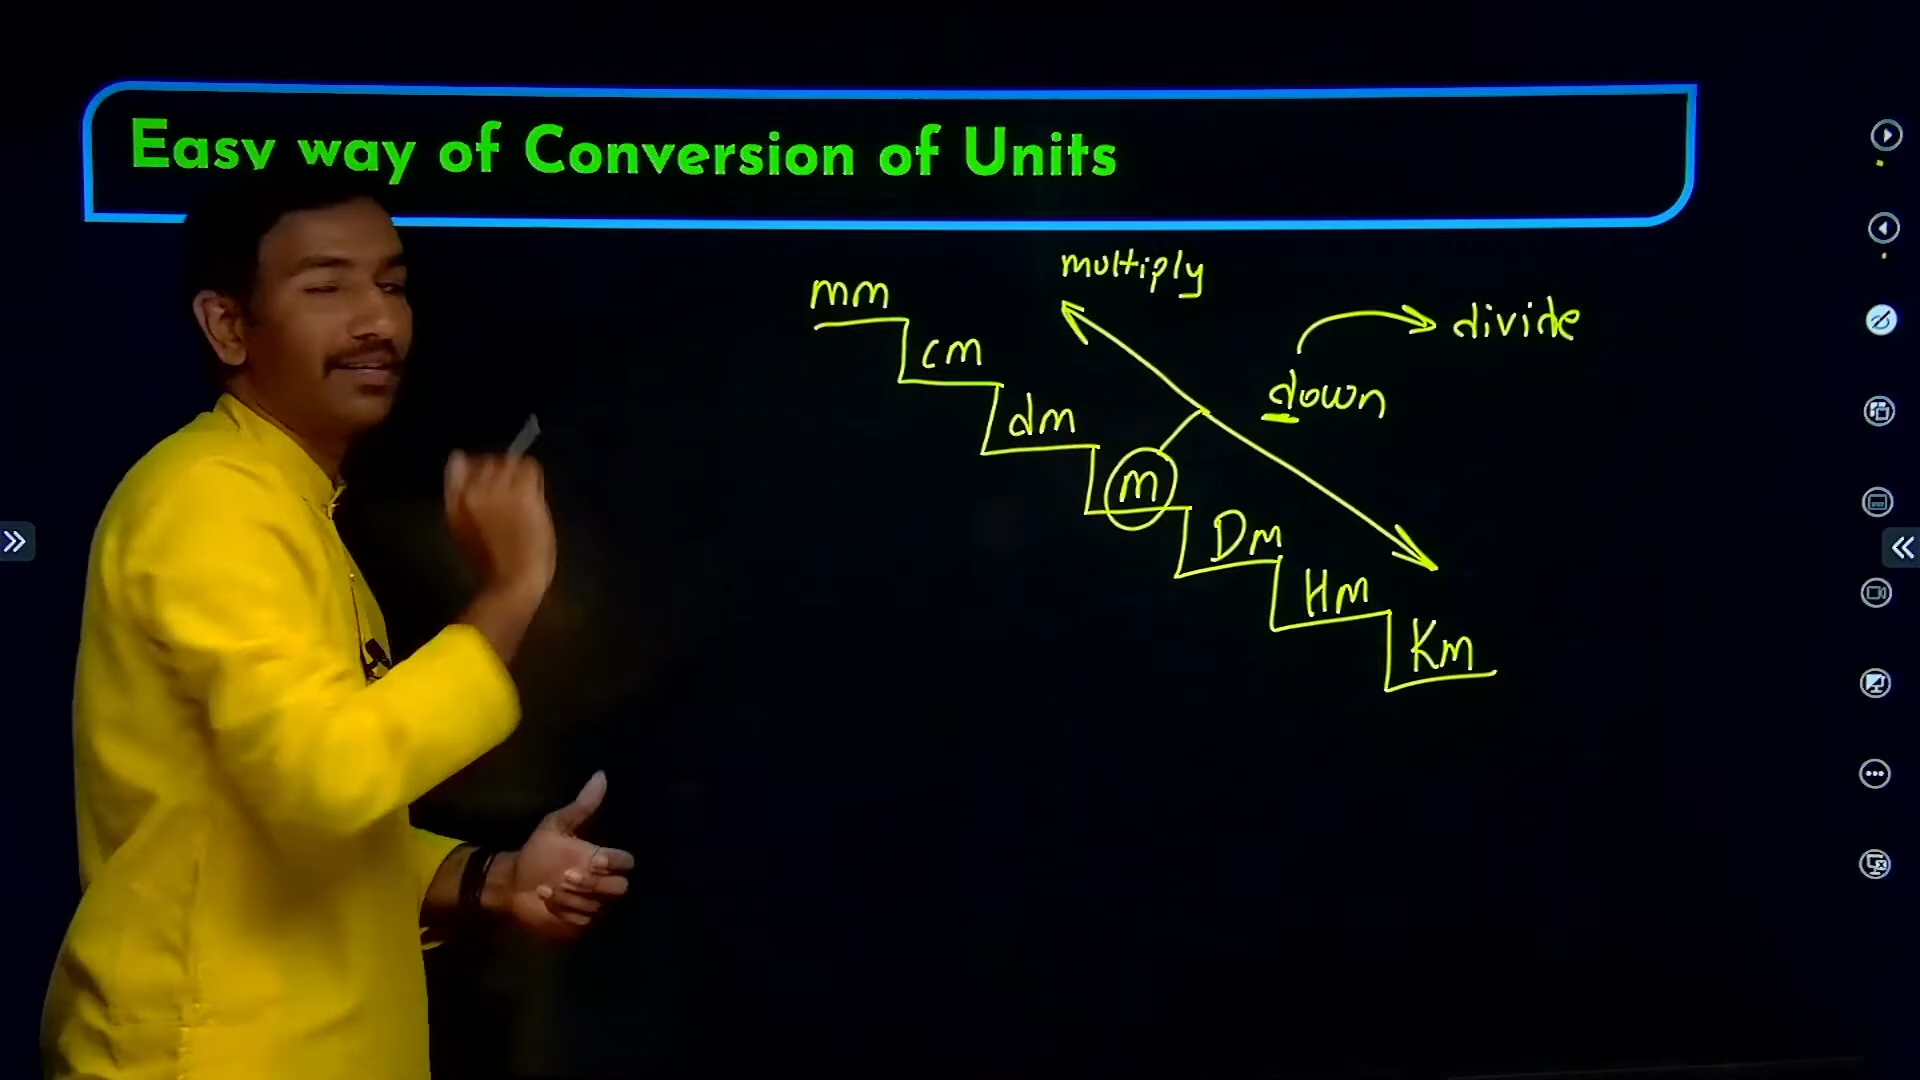 Easy way of Conversion of Units
multiply
mm
divide
cm
down
dm
m
Dm
Hm
Km